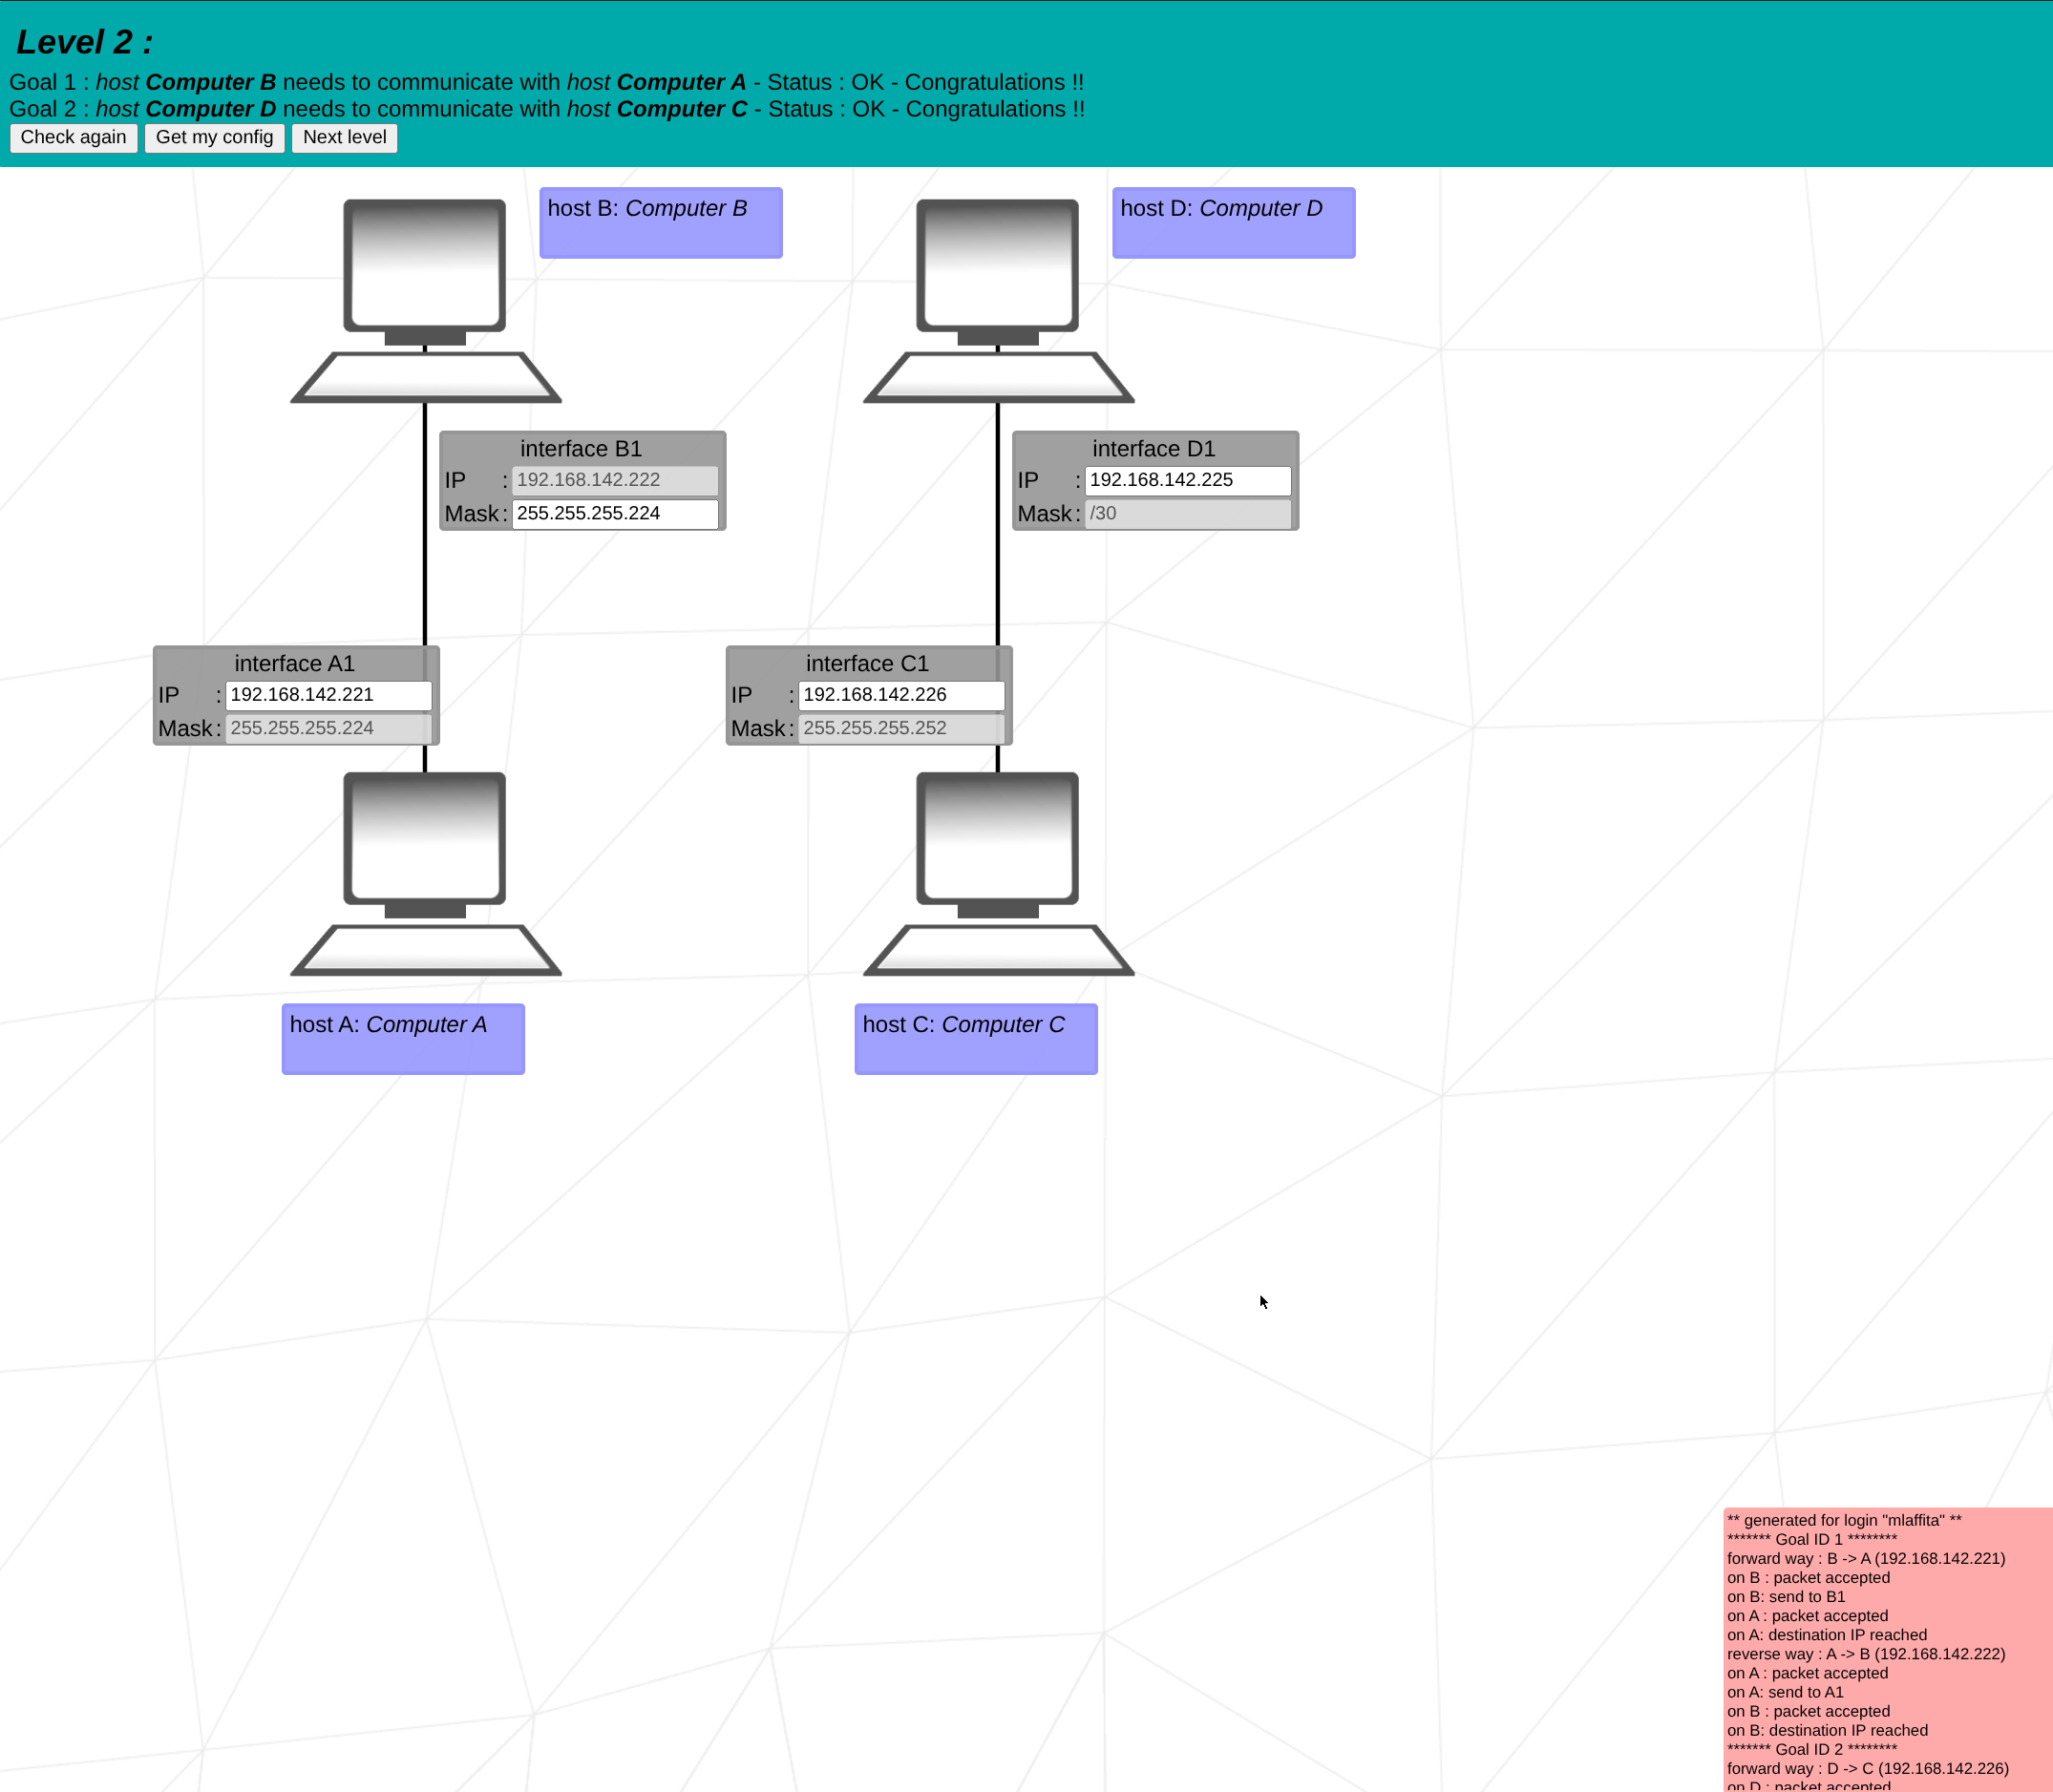 Level 2 :
Goal 1 : host Computer B needs to communicate with host Computer A - Status : OK - Congratulations !!
Goal 2 : host Computer D needs to communicate with host Computer C - Status : OK - Congratulations !!
Check again Get my config Next level
host B: Computer B
host D: Computer D
interface B1
IP : 192.168.142.222
Mask : 255.255.255.224
interface D1
IP : 192.168.142.225
Mask : /30
interface A1
IP : 192.168.142.221
Mask : 255.255.255.224
interface C1
IP : 192.168.142.226
Mask : 255.255.255.252
host A: Computer A
host C: Computer C
** generated for login "mlaffita" **
******* Goal ID 1 ********
forward way : B -> A (192.168.142.221)
on B : packet accepted
on B: send to B1
on A : packet accepted
on A: destination IP reached
reverse way : A -> B (192.168.142.222)
on A : packet accepted
on A: send to A1
on B : packet accepted
on B: destination IP reached
******* Goal ID 2 ********
forward way : D -> C (192.168.142.226)
on D : packet accepted